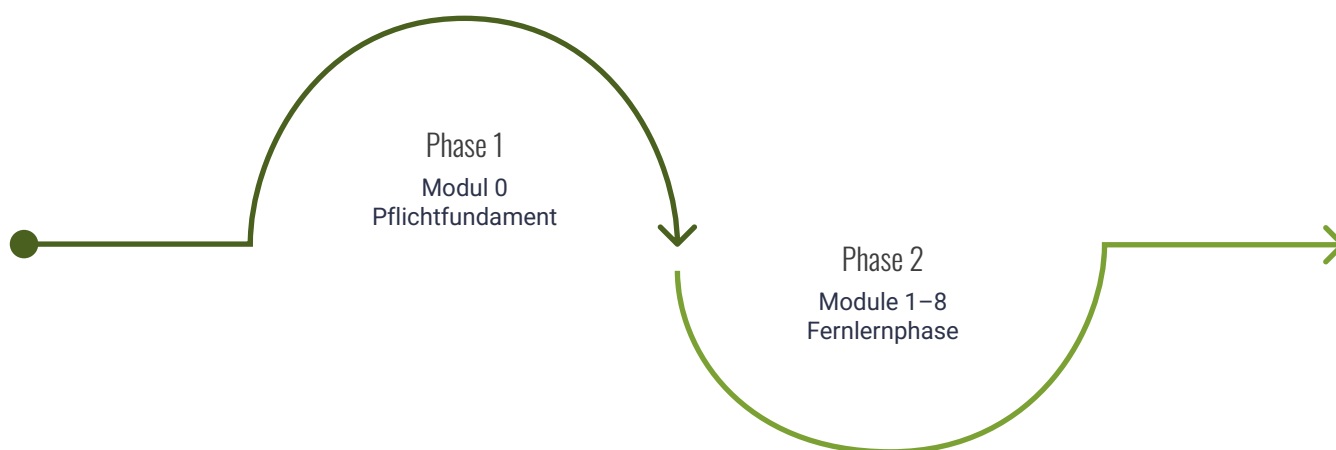 Phase 1
Modul 0
Pflichtfundament
Phase 2
Module 1–8
Fernlernphase